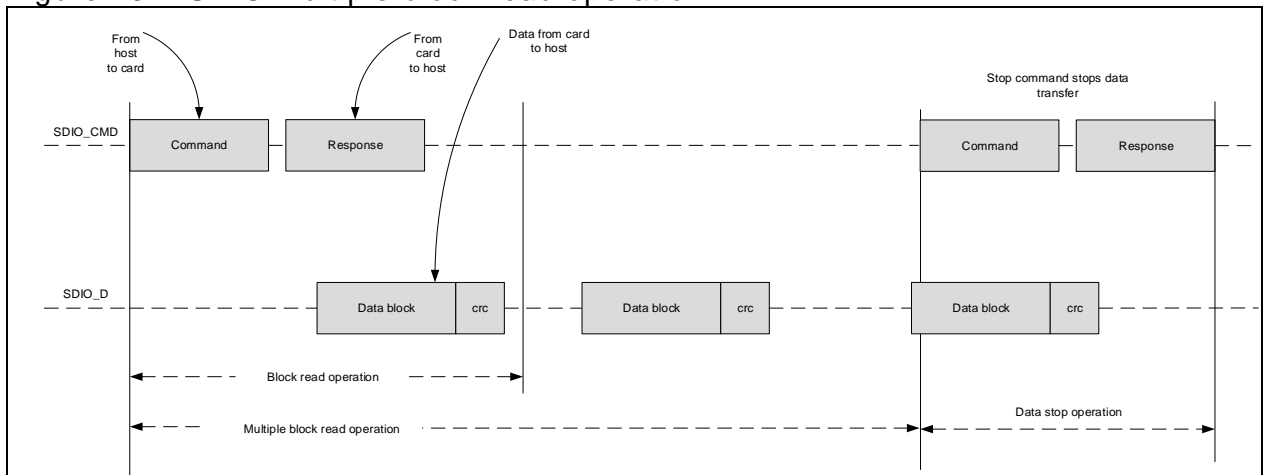 From
host
to card
From
card
to host
Data from card
to host
Stop command stops data
transfer
SDIO_CMD
Command
Response
Command
Response
SDIO_D
Data block
crc
Data block
crc
Data block
crc
Block read operation
Data stop operation
Multiple block read operation